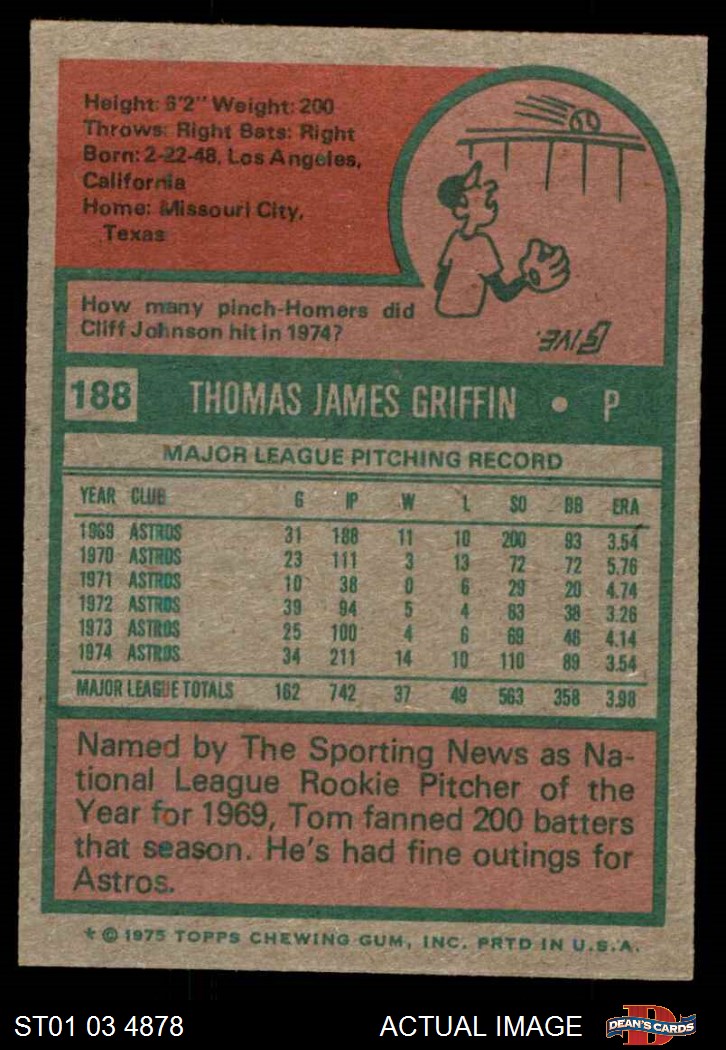 Height: 6'2" Weight: 200
Throws: Right Bats: Right
Born: 2-22-48, Los Angeles,
California
Home: Missouri City,
Texas
How many pinch-Homers did
Cliff Johnson hit in 1974?
FIVE.
188 THOMAS JAMES GRIFFIN • P
MAJOR LEAGUE PITCHING RECORD
YEAR CLUB G IP W L SO BB ERA
1969 ASTROS 31 188 11 10 200 93 3.54
1970 ASTROS 23 111 3 13 72 72 5.76
1971 ASTROS 10 38 0 6 29 20 4.74
1972 ASTROS 39 94 5 4 83 38 3.26
1973 ASTROS 25 100 4 6 69 46 4.14
1974 ASTROS 34 211 14 10 110 89 3.54
MAJOR LEAGUE TOTALS 162 742 37 49 563 358 3.98
Named by The Sporting News as Na-
tional League Rookie Pitcher of the
Year for 1969, Tom fanned 200 batters
that season. He's had fine outings for
Astros.
* © 1975 TOPPS CHEWING GUM, INC. PRTD IN U.S.A.
ST01 03 4878 ACTUAL IMAGE D DEAN'S CARDS